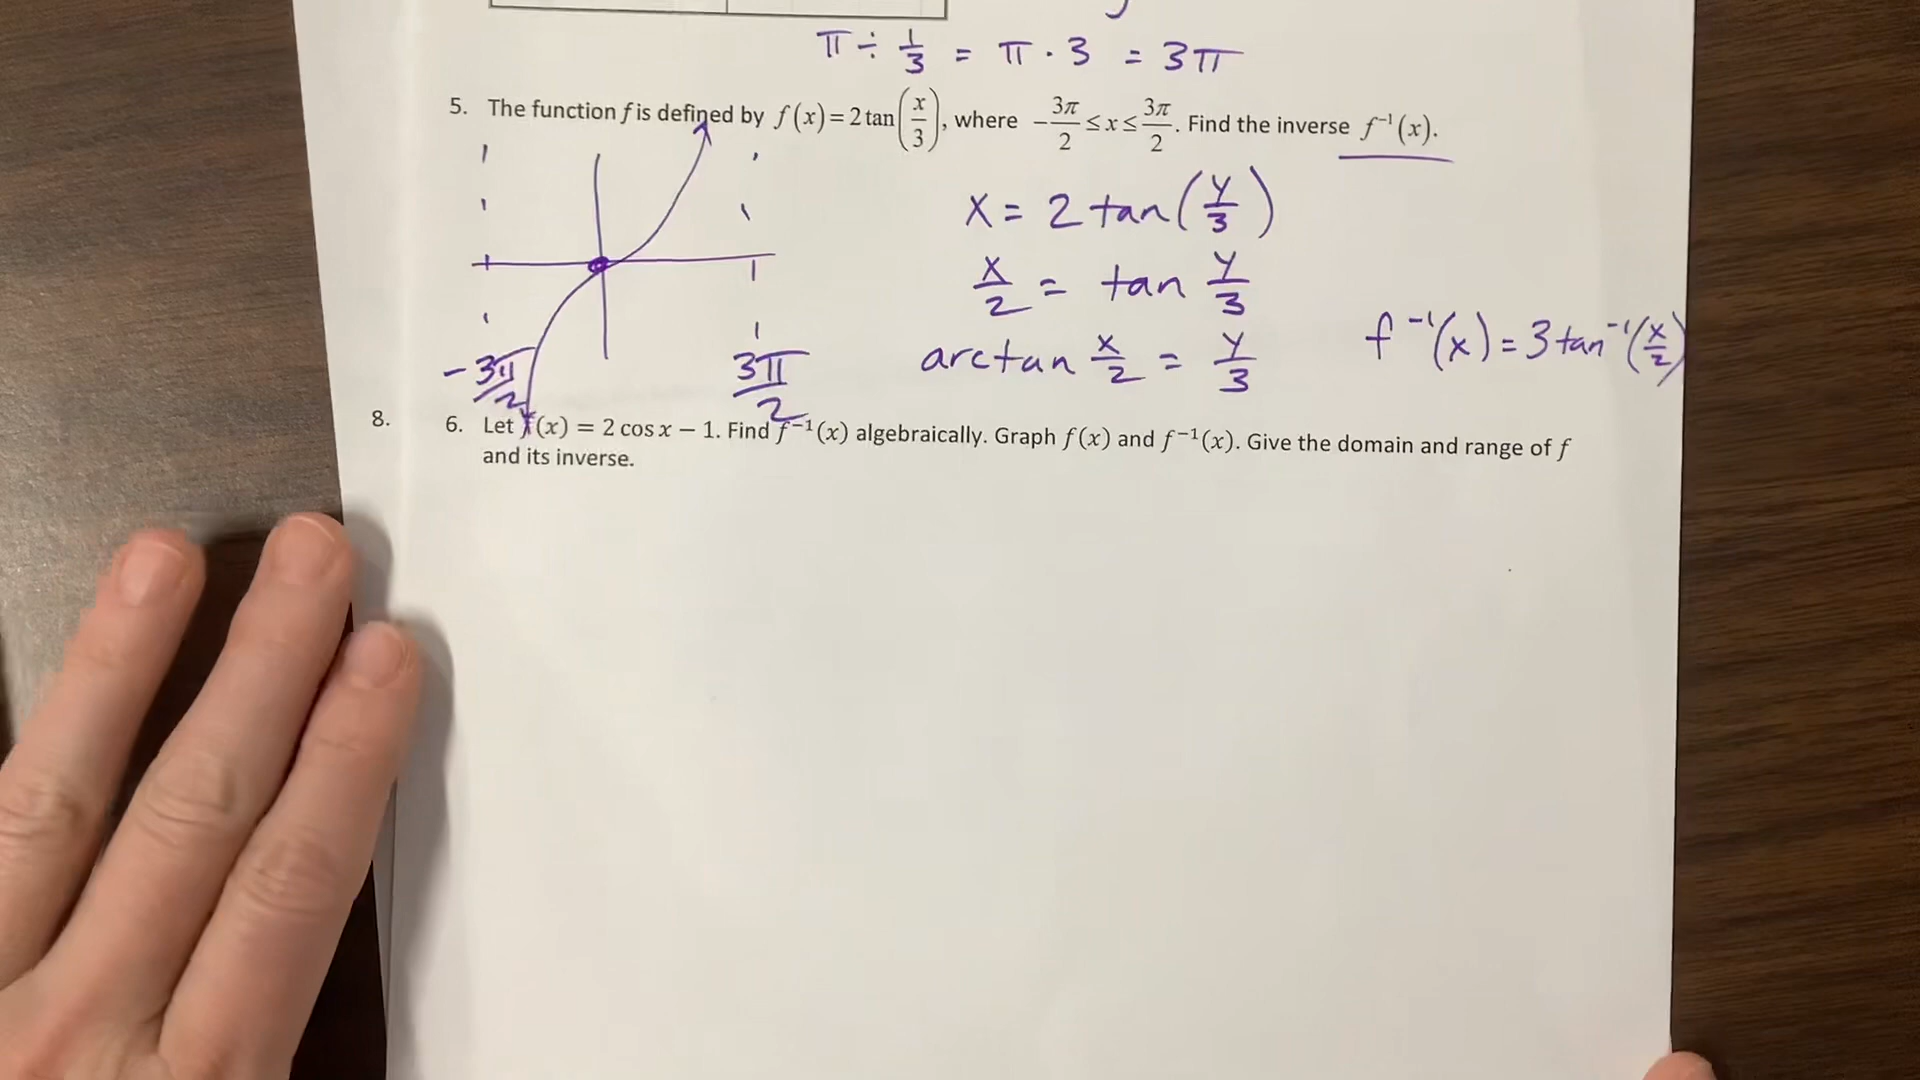 π ÷ 1/3 = π · 3 = 3π
5. The function f is defined by f(x) = 2 tan(x/3), where −3π/2 ≤ x ≤ 3π/2. Find the inverse f⁻¹(x).
x = 2 tan(y/3)
x/2 = tan y/3
arctan x/2 = y/3
f⁻¹(x) = 3 tan⁻¹(x/2)
-3π/2
3π/2
8. 6. Let f(x) = 2 cos x − 1. Find f⁻¹(x) algebraically. Graph f(x) and f⁻¹(x). Give the domain and range of f
and its inverse.